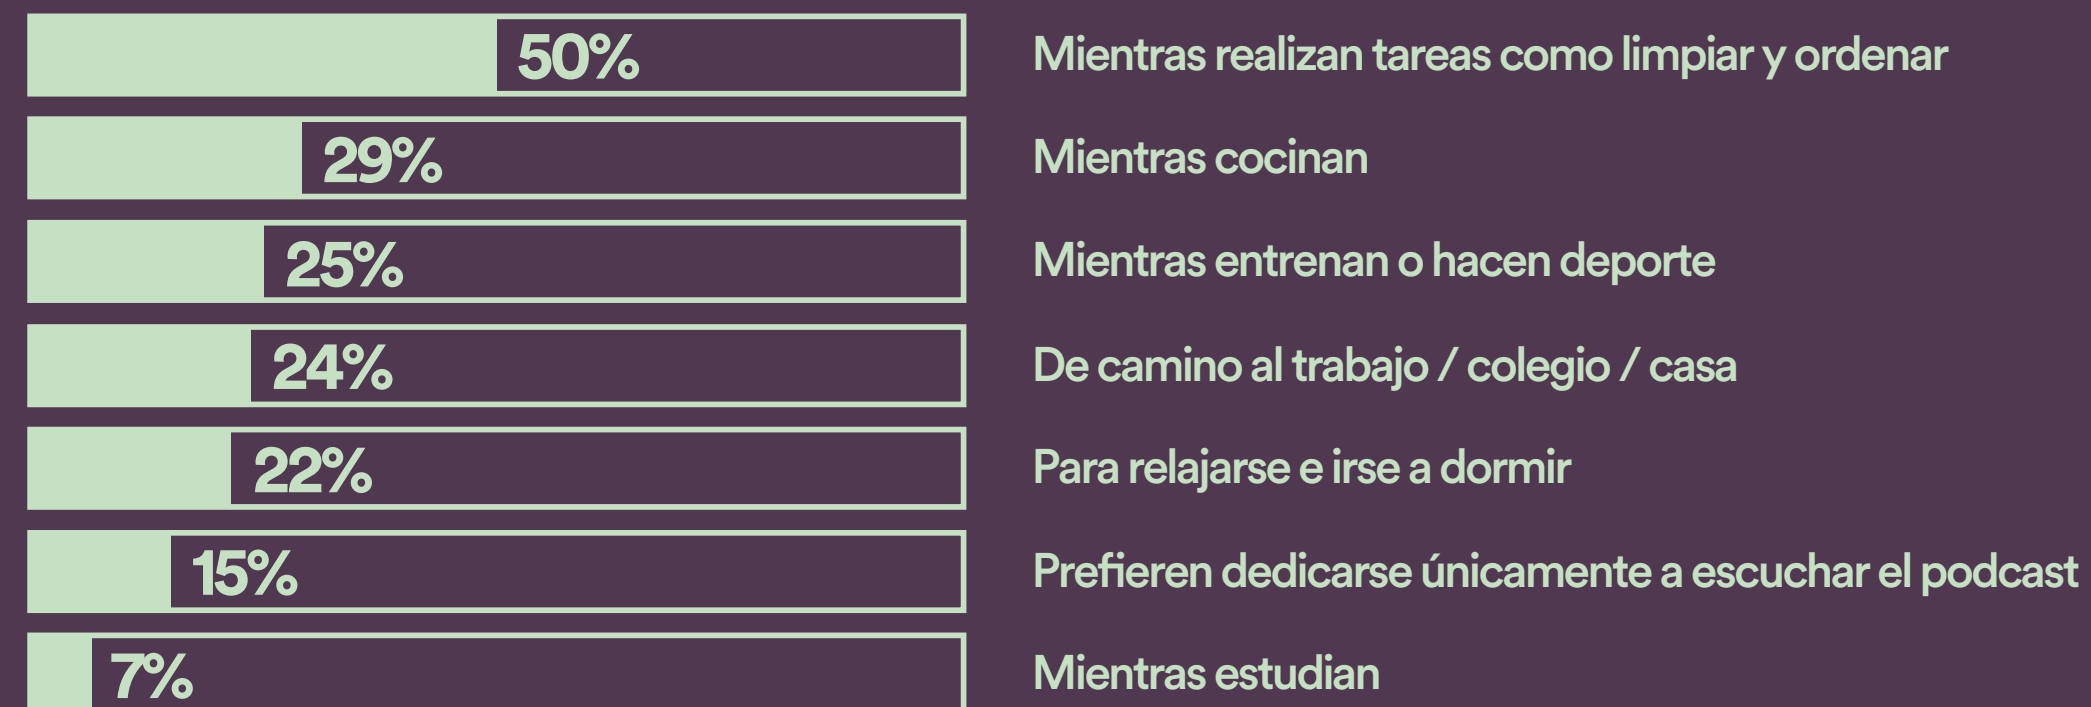 50% Mientras realizan tareas como limpiar y ordenar
29% Mientras cocinan
25% Mientras entrenan o hacen deporte
24% De camino al trabajo / colegio / casa
22% Para relajarse e irse a dormir
15% Prefieren dedicarse únicamente a escuchar el podcast
7% Mientras estudian